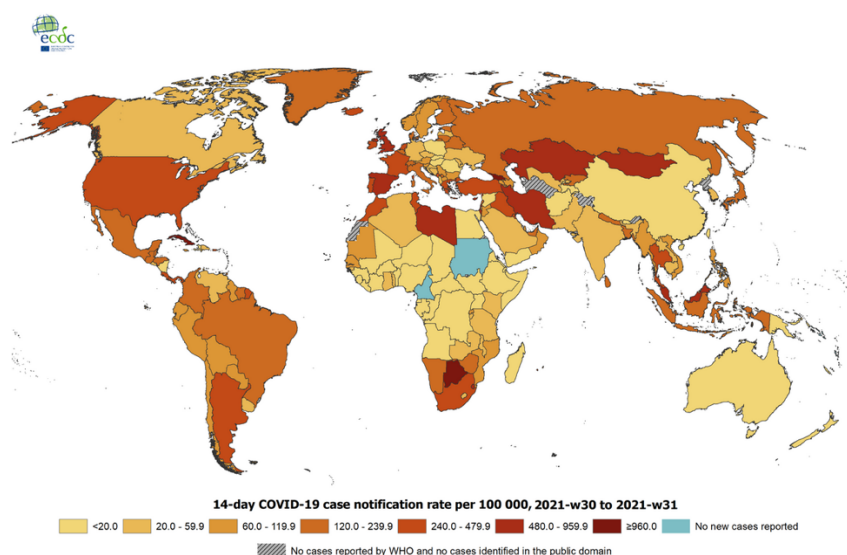 ecdc
14-day COVID-19 case notification rate per 100 000, 2021-w30 to 2021-w31
<20.0 20.0 - 59.9 60.0 - 119.9 120.0 - 239.9 240.0 - 479.9 480.0 - 959.9 ≥960.0 No new cases reported
No cases reported by WHO and no cases identified in the public domain